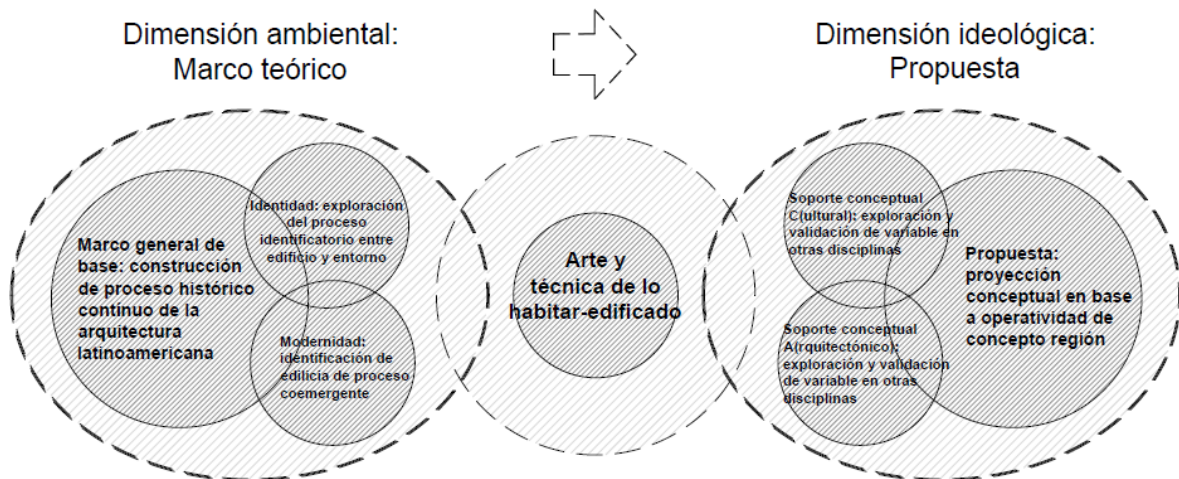 Dimensión ambiental:
Marco teórico
Dimensión ideológica:
Propuesta
Marco general de
base: construcción
de proceso histórico
continuo de la
arquitectura
latinoamericana
Identidad: exploración
del proceso
identificatorio entre
edificio y entorno
Modernidad:
identificación de
edilicia de proceso
coemergente
Arte y
técnica de lo
habitar-edificado
Soporte conceptual
C(ultural): exploración y
validación de variable en
otras disciplinas
Soporte conceptual
A(rquitectónico):
exploración y validación
de variable en otras
disciplinas
Propuesta:
proyección
conceptual en base
a operatividad de
concepto región